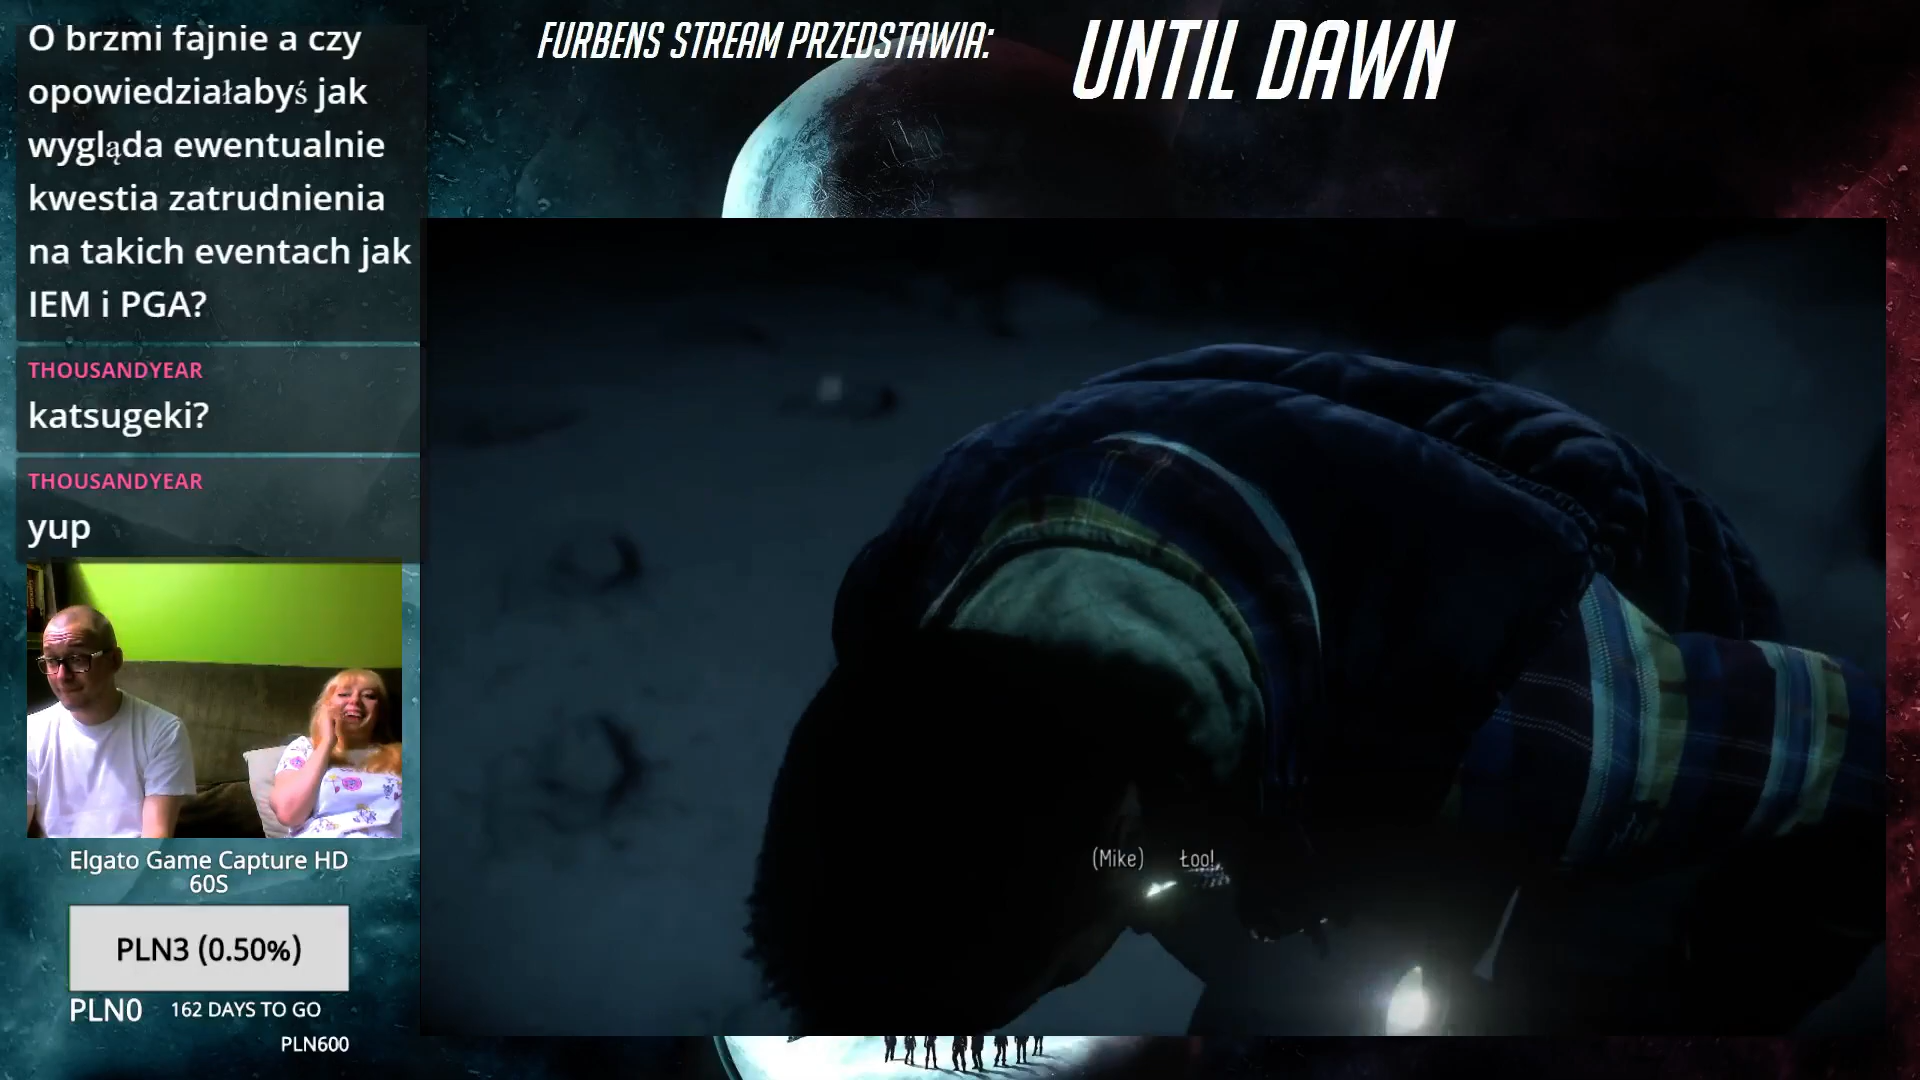 O brzmi fajnie a czy
opowiedziałabyś jak
wygląda ewentualnie
kwestia zatrudnienia
na takich eventach jak
IEM i PGA?
THOUSANDYEAR
katsugeki?
THOUSANDYEAR
yup
FURBENS STREAM PRZEDSTAWIA:
UNTIL DAWN
(Mike) Łoo!
Elgato Game Capture HD
60S
PLN3 (0.50%)
PLN0 162 DAYS TO GO
PLN600